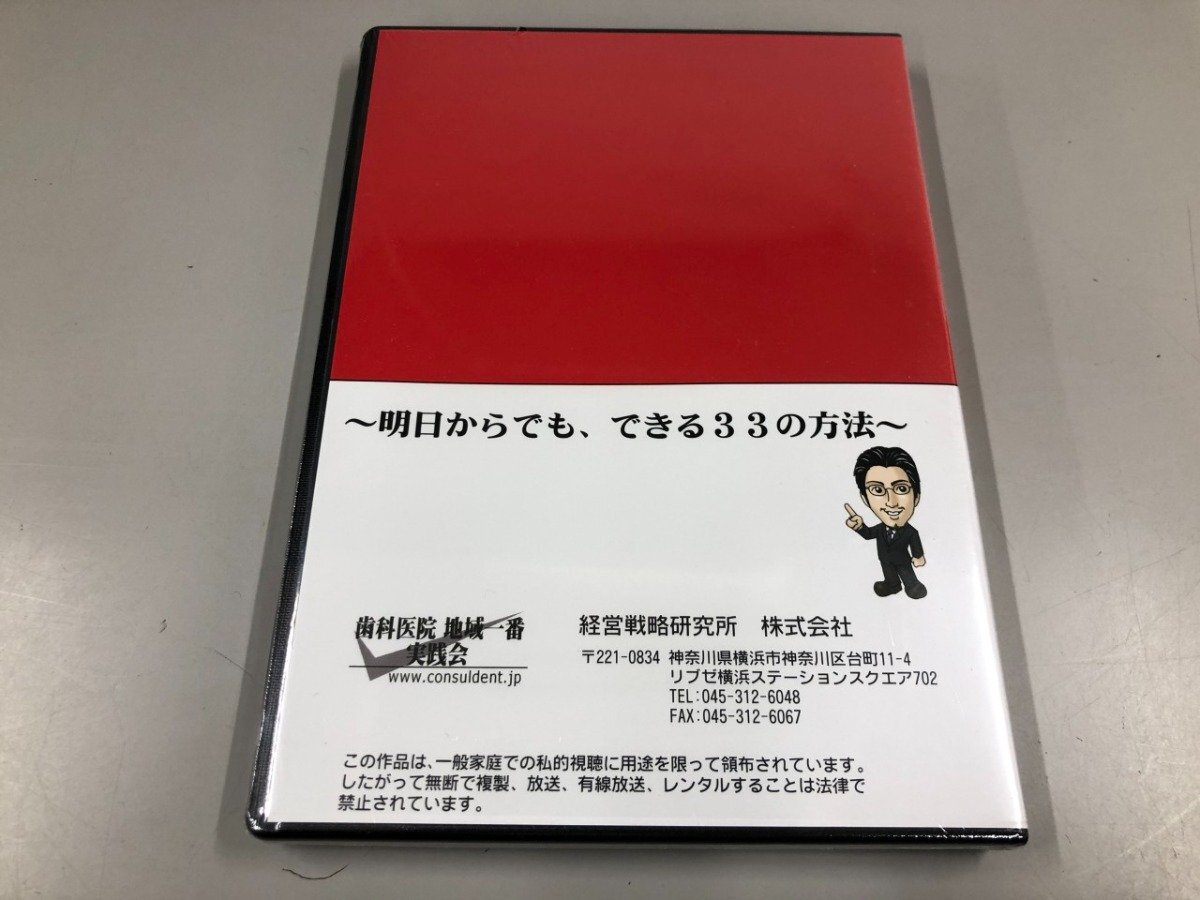 ～明日からでも、できる３３の方法～
歯科医院 地域一番
実践会
www.consuldent.jp
経営戦略研究所　株式会社
〒221-0834 神奈川県横浜市神奈川区台町11-4
リブゼ横浜ステーションスクエア702
TEL:045-312-6048
FAX:045-312-6067
この作品は、一般家庭での私的視聴に用途を限って領布されています。
したがって無断で複製、放送、有線放送、レンタルすることは法律で
禁止されています。